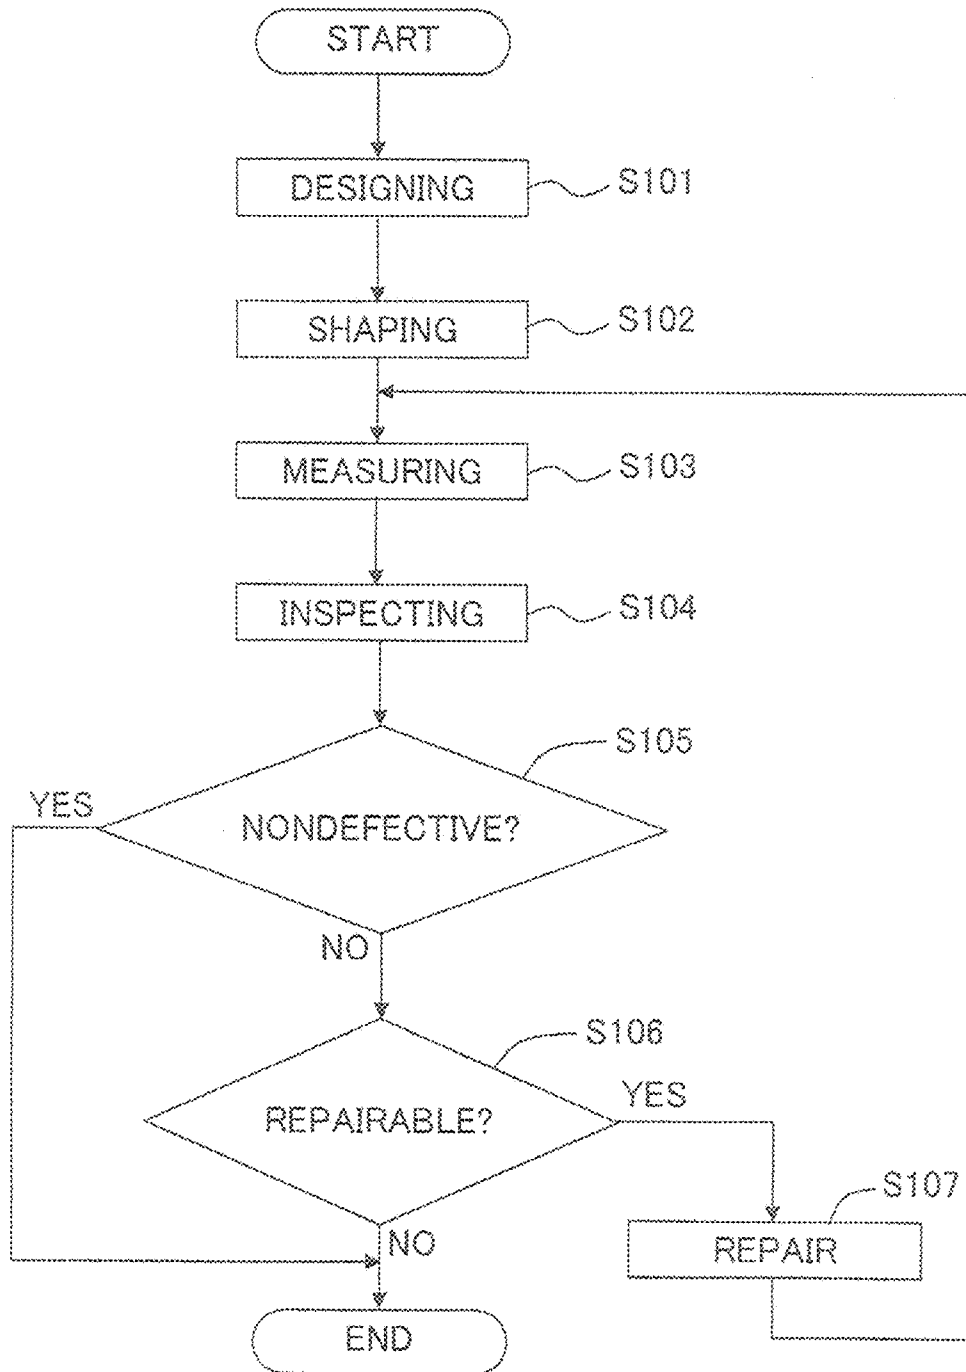 START
DESIGNING
S101
SHAPING
S102
MEASURING
S103
INSPECTING
S104
S105
YES
NONDEFECTIVE?
NO
S106
YES
REPAIRABLE?
S107
NO
REPAIR
END